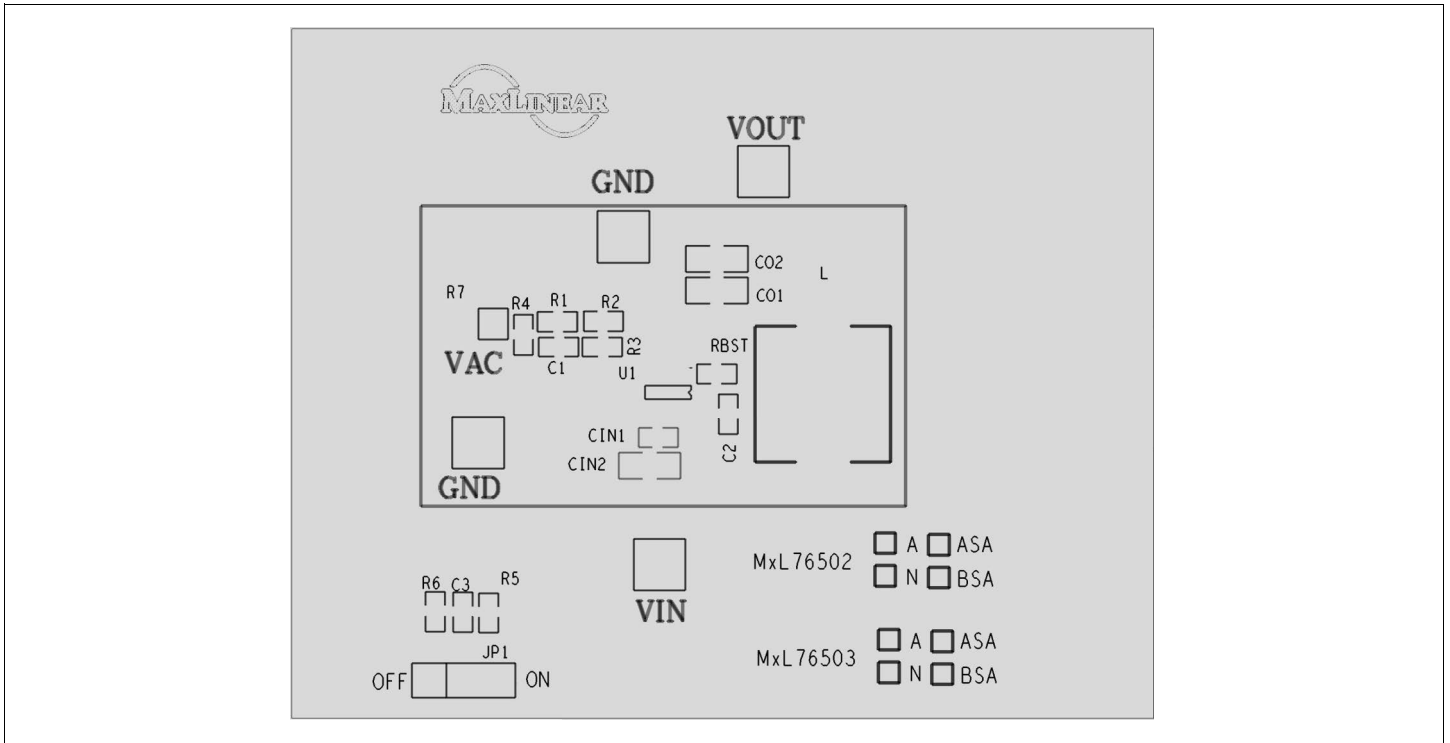 MAXLINEAR
VOUT
GND
CO2
L
CO1
R7
R4
R1
R2
R3
VAC
C1
U1
RBST
C2
CIN1
CIN2
GND
VIN
MxL76502
A
ASA
N
BSA
R6
C3
R5
JP1
OFF
ON
MxL76503
A
ASA
N
BSA